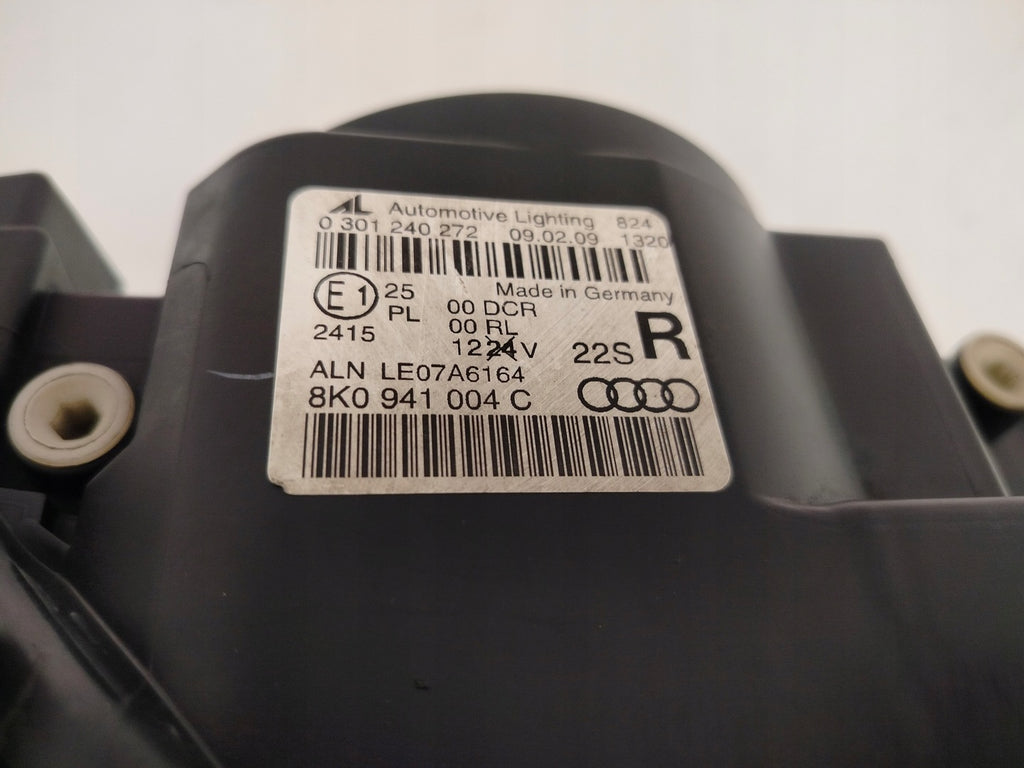 AL Automotive Lighting 824
0 301 240 272 09.02.09 1320
Made in Germany
E1 25 00 DCR
PL 00 RL
2415 1224V 22S R
ALN LE07A6164
8K0 941 004 C